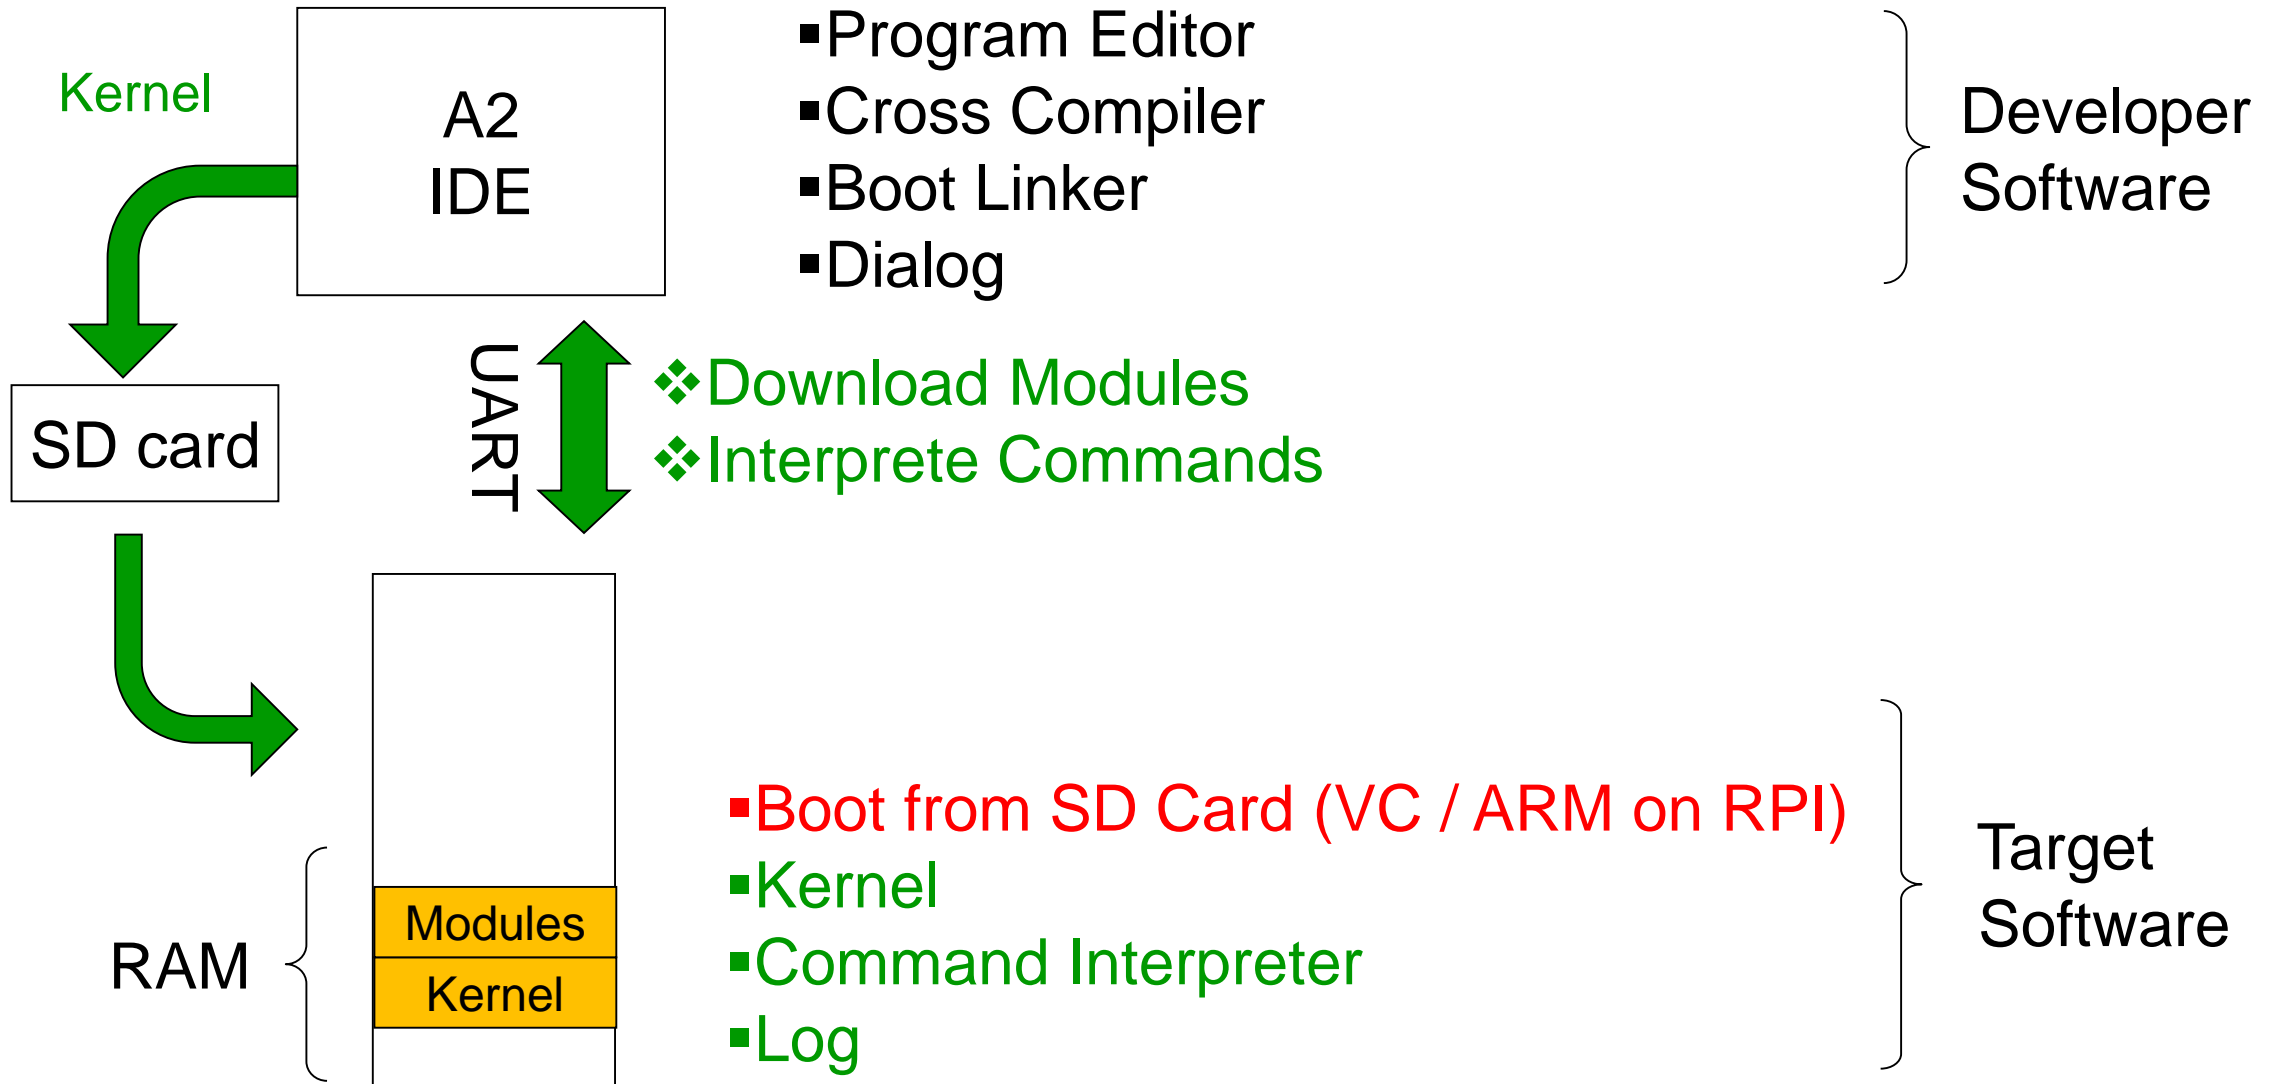 Kernel
A2
IDE
▪Program Editor
▪Cross Compiler
▪Boot Linker
▪Dialog
Developer
Software
SD card
UART
❖Download Modules
❖Interprete Commands
▪Boot from SD Card (VC / ARM on RPI)
▪Kernel
▪Command Interpreter
▪Log
Target
Software
RAM
Modules
Kernel